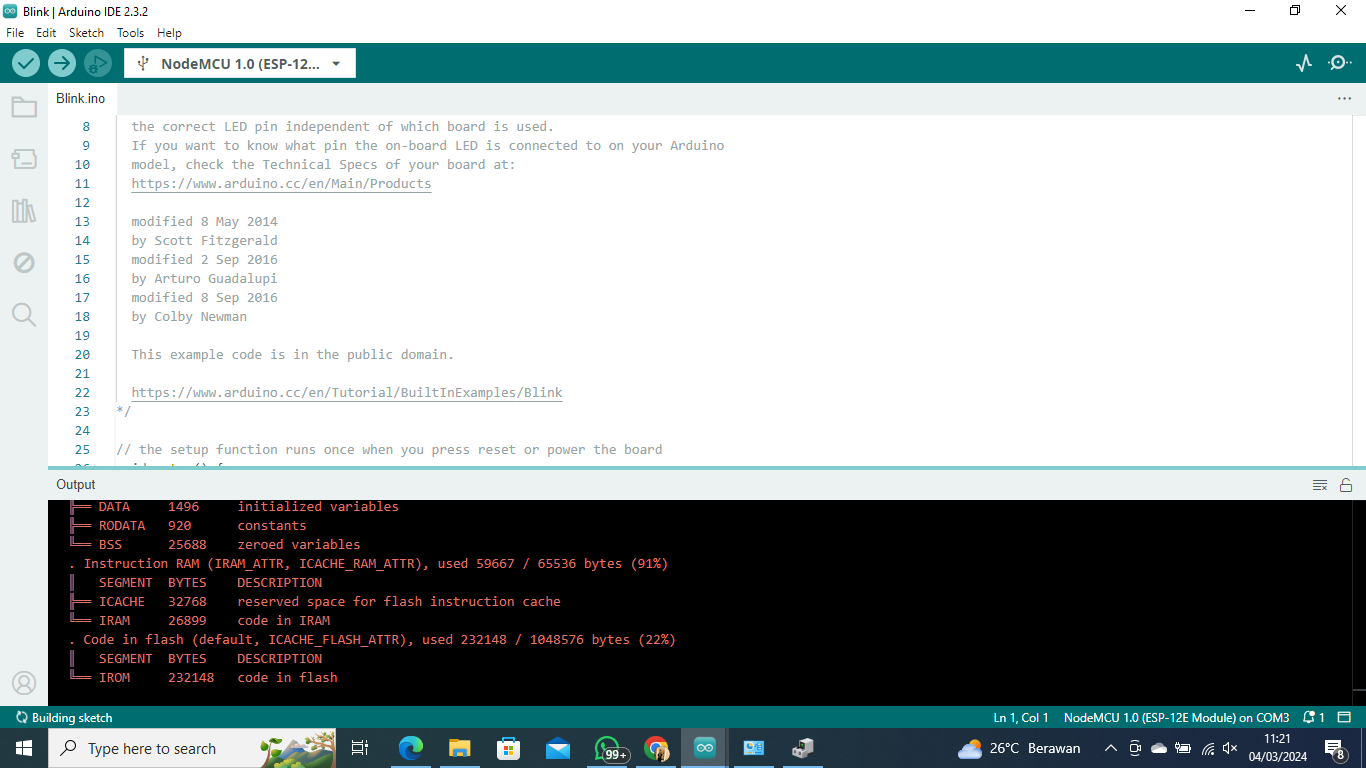 Blink | Arduino IDE 2.3.2
File Edit Sketch Tools Help
NodeMCU 1.0 (ESP-12...
Blink.ino
8 the correct LED pin independent of which board is used.
9 If you want to know what pin the on-board LED is connected to on your Arduino
10 model, check the Technical Specs of your board at:
11 https://www.arduino.cc/en/Main/Products
12
13 modified 8 May 2014
14 by Scott Fitzgerald
15 modified 2 Sep 2016
16 by Arturo Guadalupi
17 modified 8 Sep 2016
18 by Colby Newman
19
20 This example code is in the public domain.
21
22 https://www.arduino.cc/en/Tutorial/BuiltInExamples/Blink
23 */
24
25 // the setup function runs once when you press reset or power the board
Output
╠══ DATA 1496 initialized variables
╠══ RODATA 920 constants
╚══ BSS 25688 zeroed variables
. Instruction RAM (IRAM_ATTR, ICACHE_RAM_ATTR), used 59667 / 65536 bytes (91%)
║ SEGMENT BYTES DESCRIPTION
╠══ ICACHE 32768 reserved space for flash instruction cache
╚══ IRAM 26899 code in IRAM
. Code in flash (default, ICACHE_FLASH_ATTR), used 232148 / 1048576 bytes (22%)
║ SEGMENT BYTES DESCRIPTION
╚══ IROM 232148 code in flash
Building sketch
Ln 1, Col 1 NodeMCU 1.0 (ESP-12E Module) on COM3 1
Type here to search
99+
26°C Berawan
11:21
04/03/2024
8